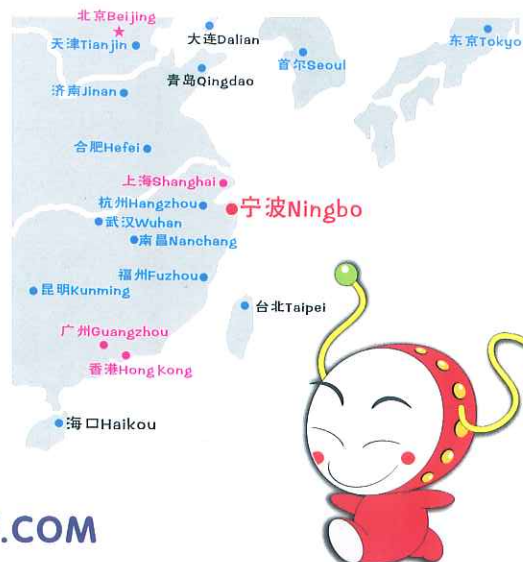 北京Beijing
天津Tianjin
大连Dalian
东京Tokyo
首尔Seoul
青岛Qingdao
济南Jinan
合肥Hefei
上海Shanghai
杭州Hangzhou
宁波Ningbo
武汉Wuhan
南昌Nanchang
福州Fuzhou
昆明Kunming
台北Taipei
广州Guangzhou
香港Hong Kong
海口Haikou
.COM